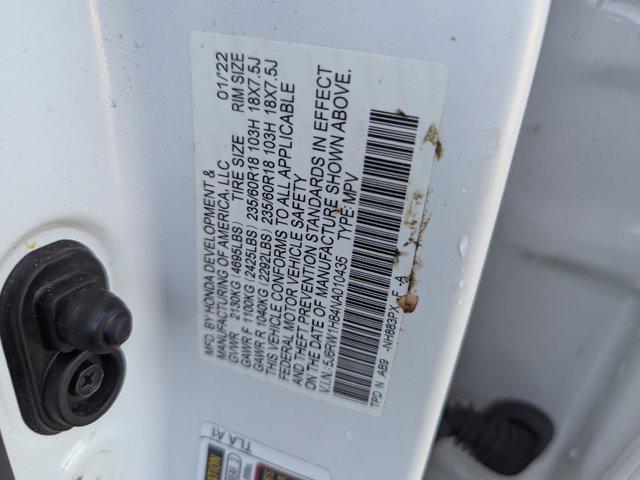 MFD. BY HONDA DEVELOPMENT &
MANUFACTURING OF AMERICA, LLC 01/'22
GVWR 2130KG (4695LBS) TIRE SIZE RIM SIZE
GAWR F 1100KG (2425LBS) 235/60R18 103H 18X7.5J
GAWR R 1040KG (2292LBS) 235/60R18 103H 18X7.5J
THIS VEHICLE CONFORMS TO ALL APPLICABLE
FEDERAL MOTOR VEHICLE SAFETY
AND THEFT PREVENTION STANDARDS IN EFFECT
ON THE DATE OF MANUFACTURE SHOWN ABOVE.
V.I.N.: 5J6RW1H84NA010435 TYPE:MPV
TPD N AB9 -NH883PX- F -A
TLA A1